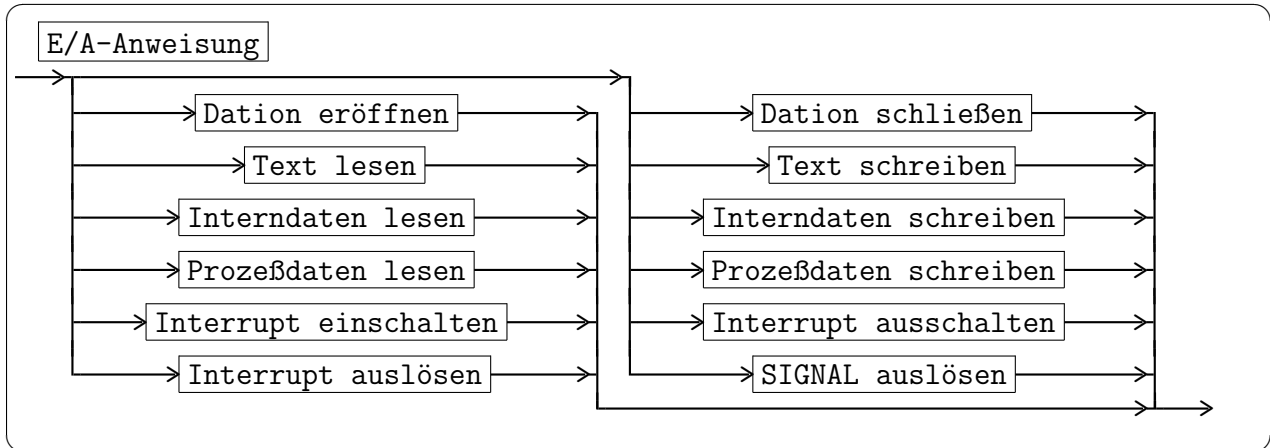 E/A-Anweisung
Dation eröffnen
Dation schließen
Text lesen
Text schreiben
Interndaten lesen
Interndaten schreiben
Prozeßdaten lesen
Prozeßdaten schreiben
Interrupt einschalten
Interrupt ausschalten
Interrupt auslösen
SIGNAL auslösen